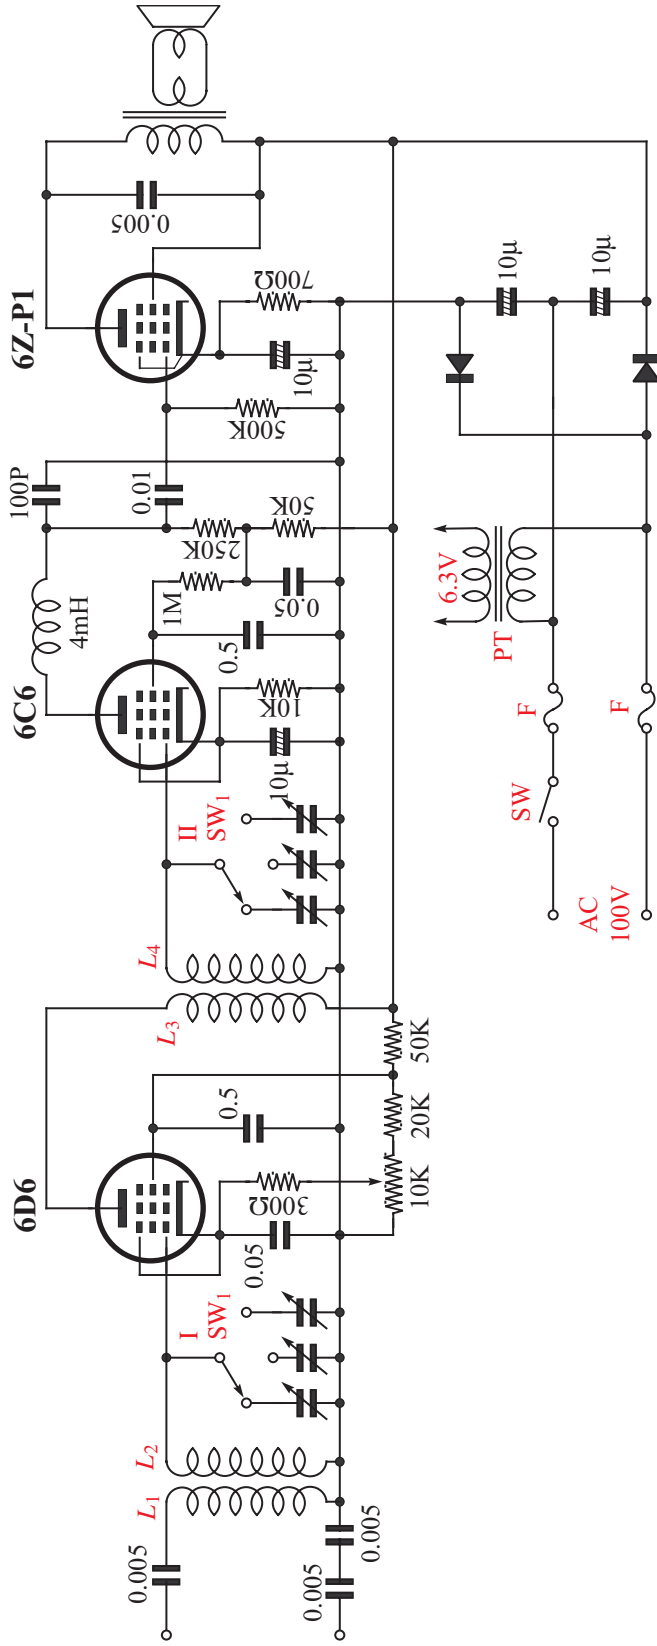 6D6
6C6
6Z-P1
0.005
0.005
0.005
L1
L2
I
SW1
0.05
300Ω
0.5
10K
20K
50K
L3
L4
II
SW1
10μ
10K
0.5
1M
0.05
4mH
250K
50K
100P
0.01
500K
10μ
700Ω
0.005
AC
100V
SW
F
F
PT
6.3V
10μ
10μ